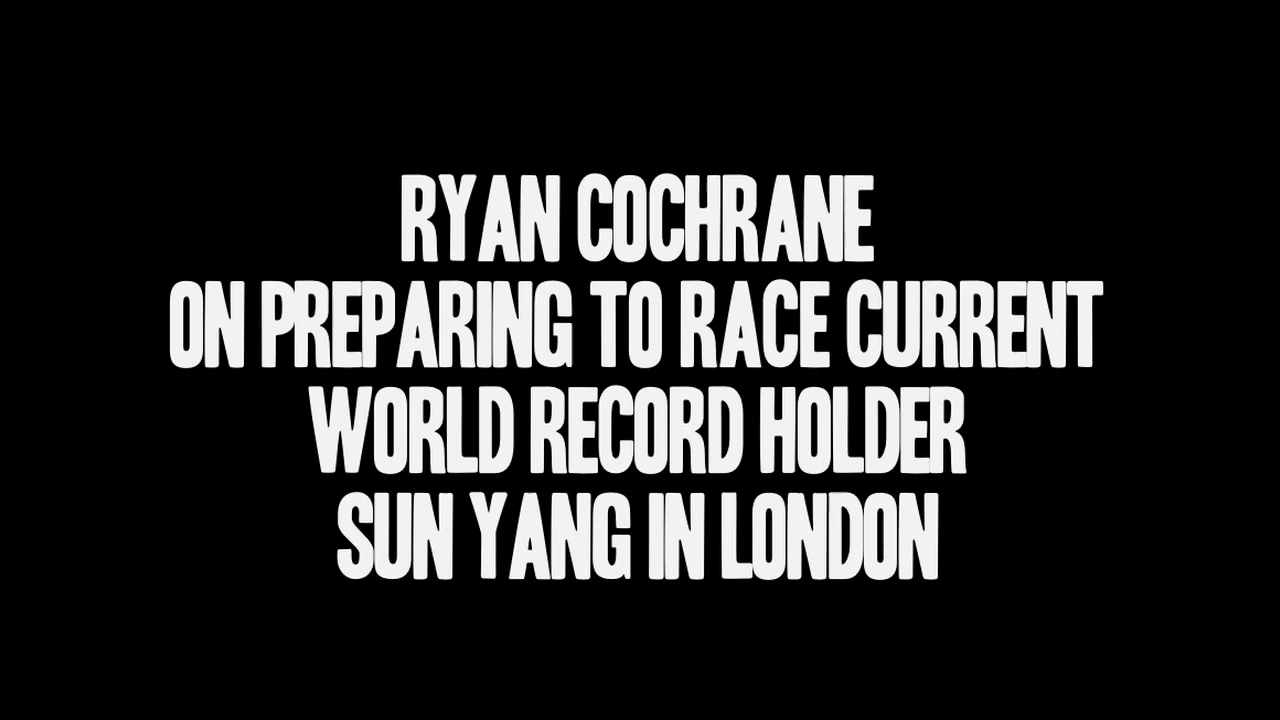 RYAN COCHRANE
ON PREPARING TO RACE CURRENT
WORLD RECORD HOLDER
SUN YANG IN LONDON